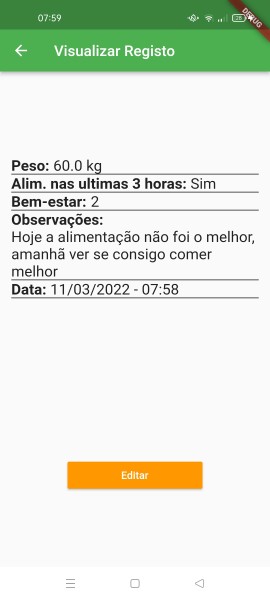 07:59
DEBUG
Visualizar Registo
Peso: 60.0 kg
Alim. nas ultimas 3 horas: Sim
Bem-estar: 2
Observações:
Hoje a alimentação não foi o melhor,
amanhã ver se consigo comer
melhor
Data: 11/03/2022 - 07:58
Editar